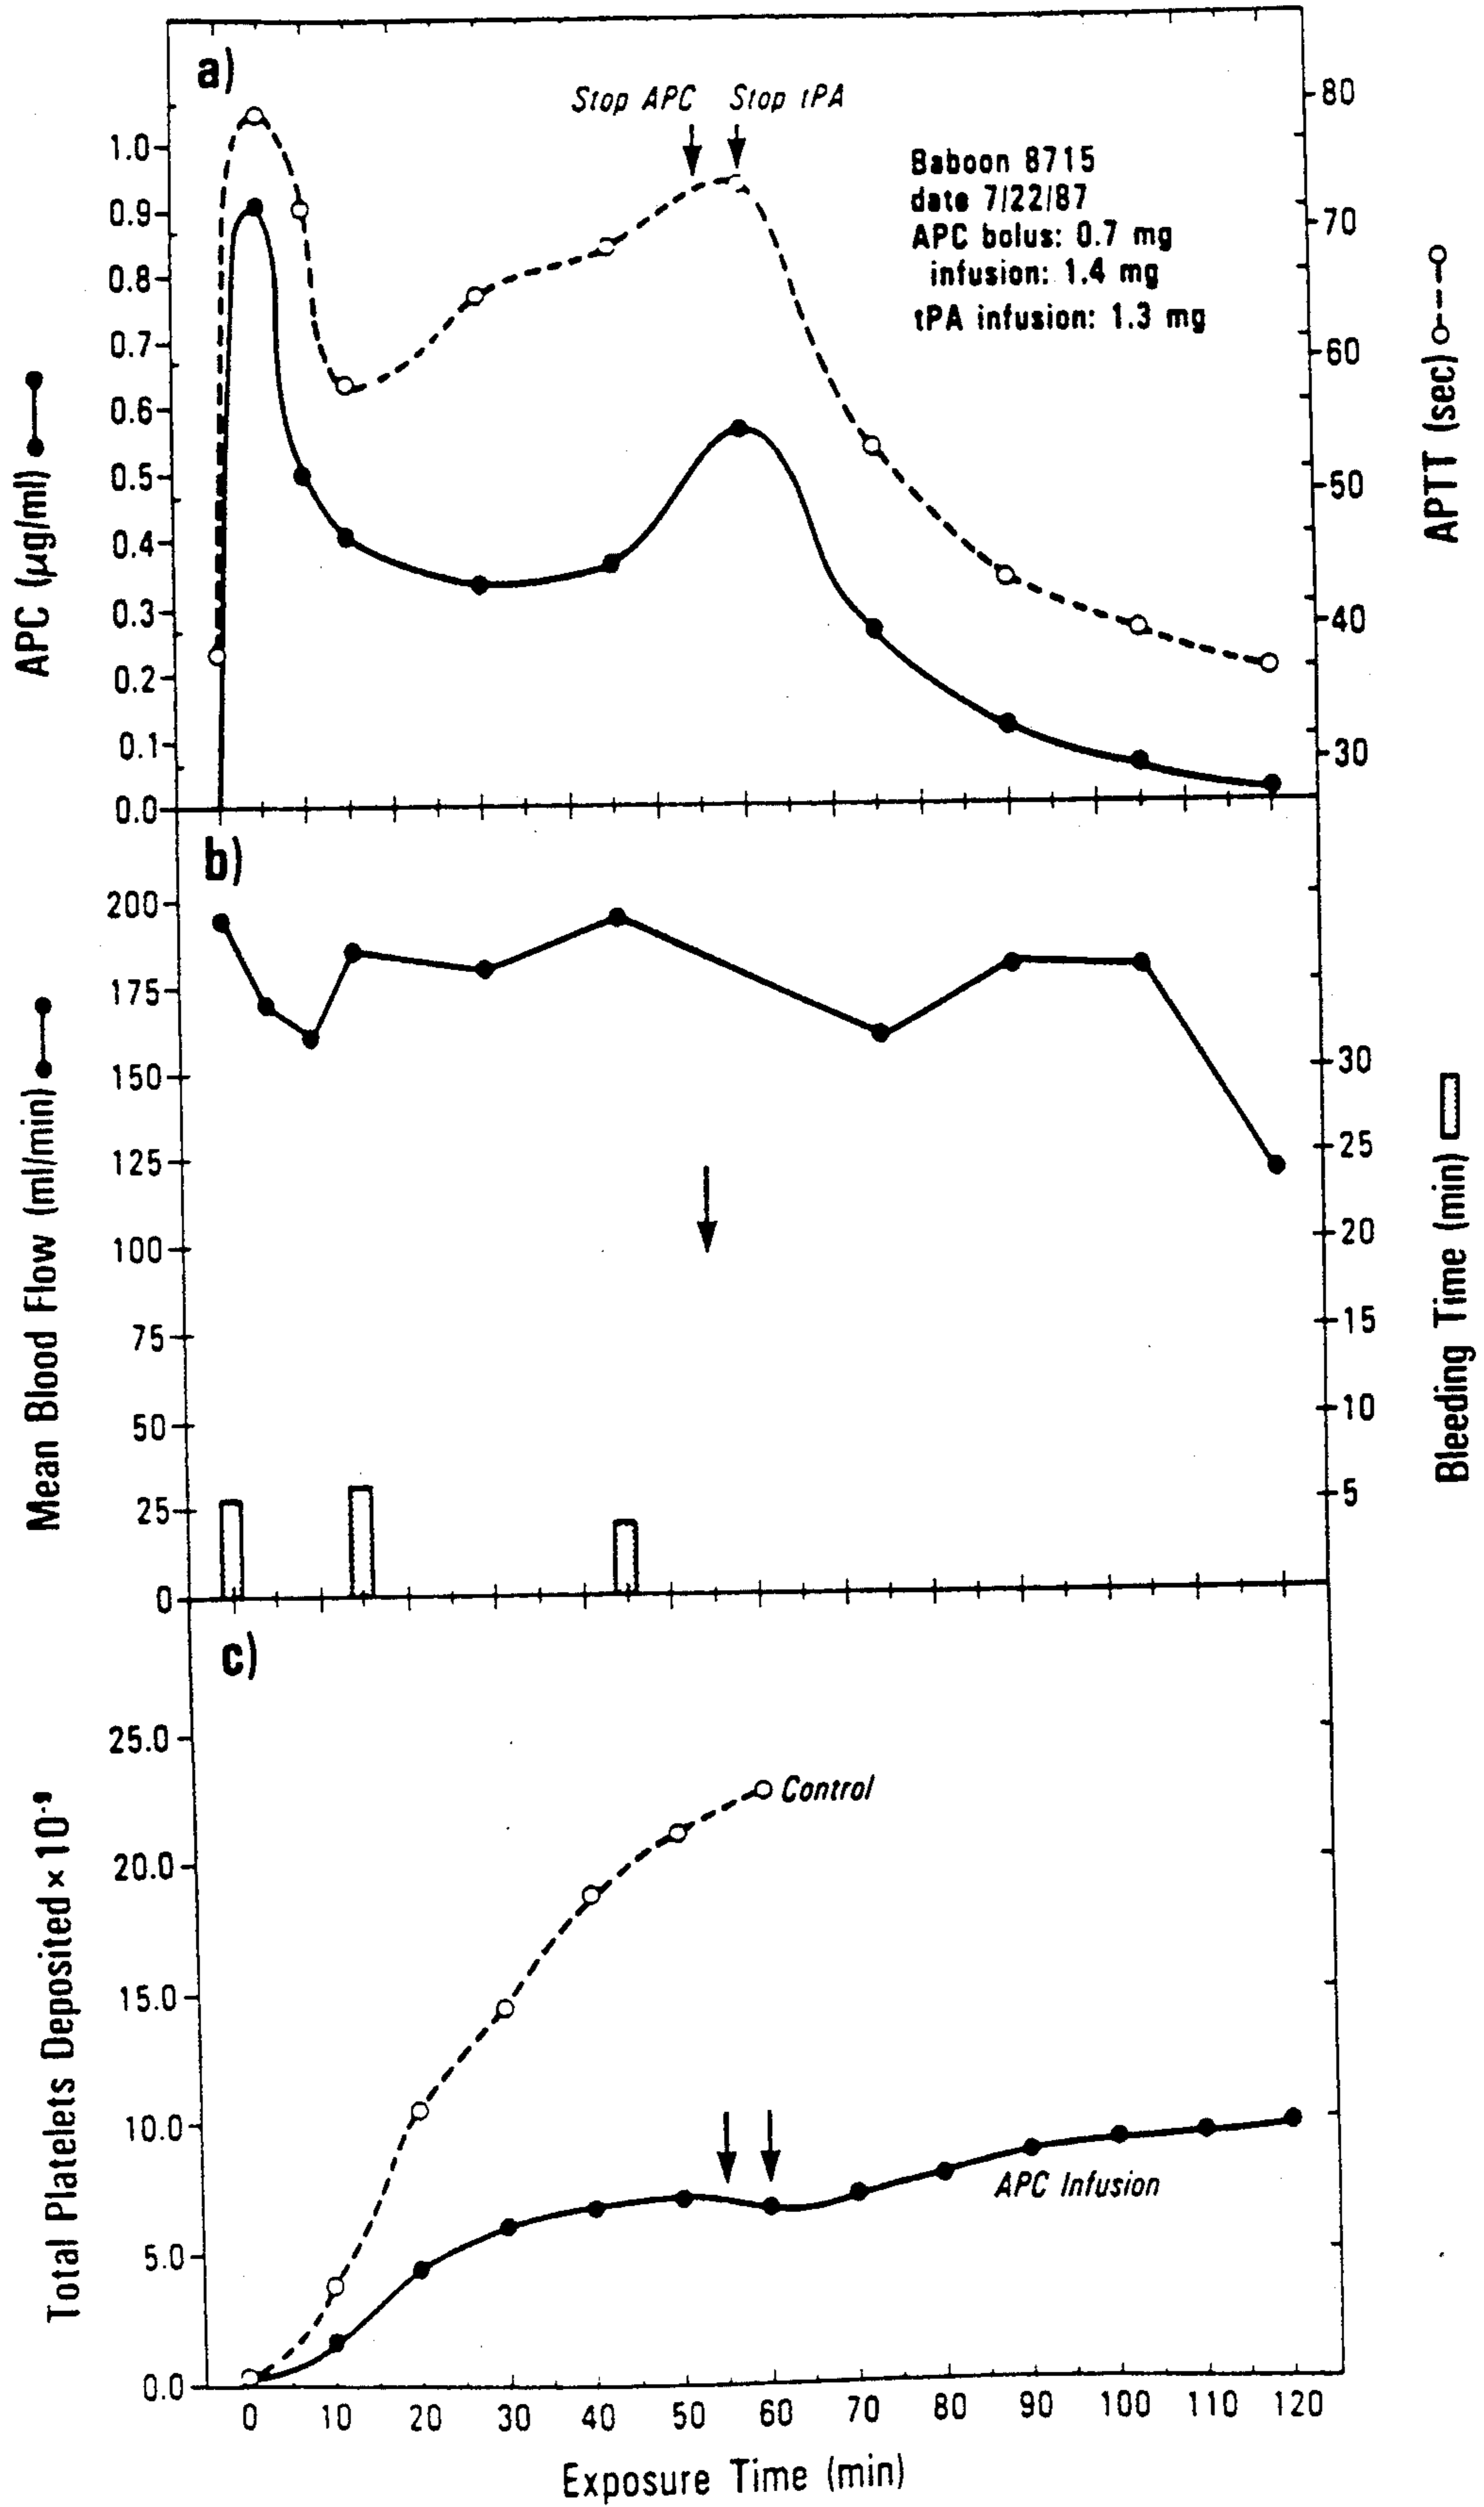 a)
Stop APC Stop tPA
Baboon 8715
date 7/22/87
APC bolus: 0.7 mg
infusion: 1.4 mg
tPA infusion: 1.3 mg
APC (µg/ml)
1.0
0.9
0.8
0.7
0.6
0.5
0.4
0.3
0.2
0.1
0.0
80
70
60
50
40
30
APTT (sec)
b)
Mean Blood Flow (ml/min)
200
175
150
125
100
75
50
25
0
30
25
20
15
10
5
Bleeding Time (min)
c)
Total Platelets Deposited × 10⁻⁹
25.0
20.0
15.0
10.0
5.0
0.0
Control
APC Infusion
0 10 20 30 40 50 60 70 80 90 100 110 120
Exposure Time (min)